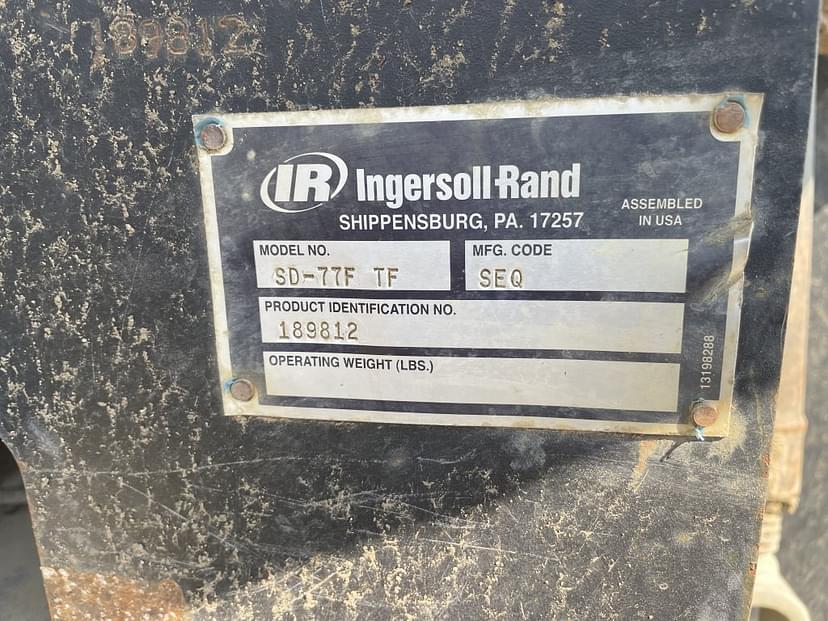 189812
IR Ingersoll-Rand
SHIPPENSBURG, PA. 17257
ASSEMBLED
IN USA
MODEL NO.
SD-77F TF
MFG. CODE
SEQ
PRODUCT IDENTIFICATION NO.
189812
OPERATING WEIGHT (LBS.)
13198288